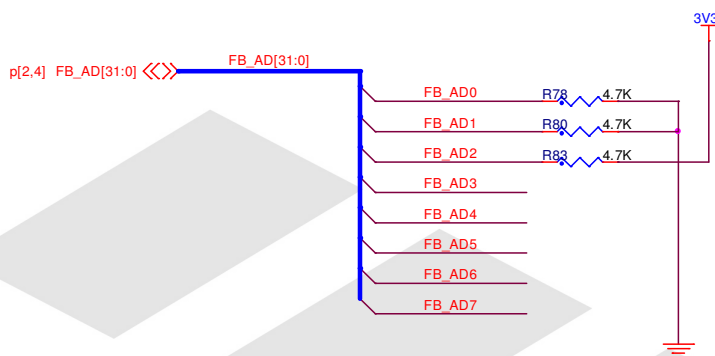 3V3
p[2,4] FB_AD[31:0] FB_AD[31:0]
FB_AD0 R78 4.7K
FB_AD1 R80 4.7K
FB_AD2 R83 4.7K
FB_AD3
FB_AD4
FB_AD5
FB_AD6
FB_AD7